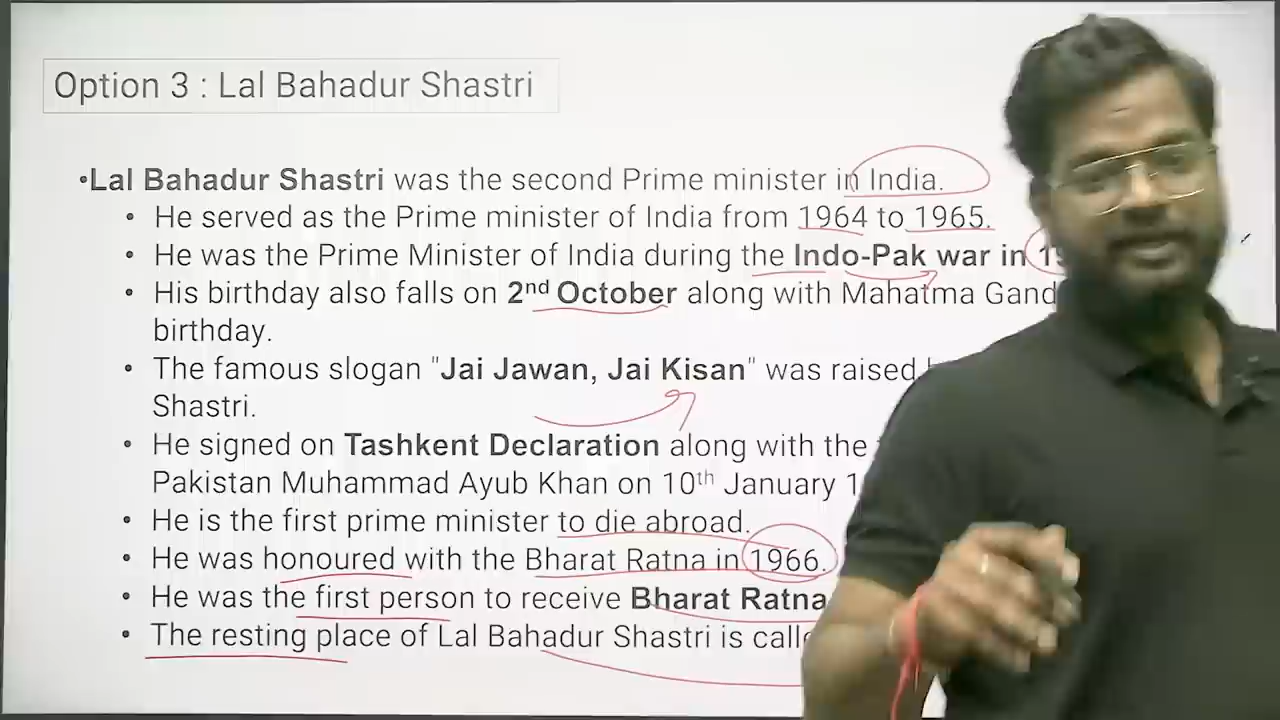 Option 3 : Lal Bahadur Shastri
•Lal Bahadur Shastri was the second Prime minister in India.
• He served as the Prime minister of India from 1964 to 1965.
• He was the Prime Minister of India during the Indo-Pak war in
• His birthday also falls on 2nd October along with Mahatma
birthday.
• The famous slogan "Jai Jawan, Jai Kisan" was raised
Shastri.
• He signed on Tashkent Declaration along with the
Pakistan Muhammad Ayub Khan on 10th January
• He is the first prime minister to die abroad.
• He was honoured with the Bharat Ratna in 1966.
• He was the first person to receive Bharat Ratna
• The resting place of Lal Bahadur Shastri is